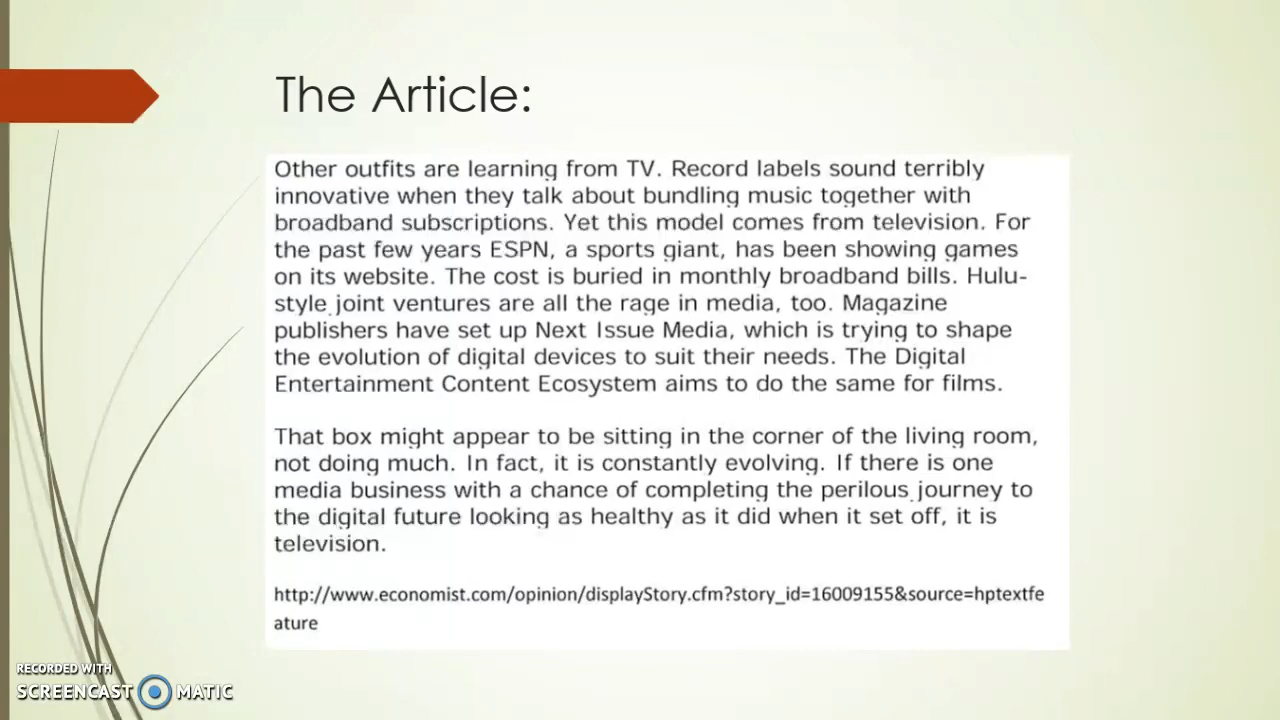 The Article:
Other outfits are learning from TV. Record labels sound terribly
innovative when they talk about bundling music together with
broadband subscriptions. Yet this model comes from television. For
the past few years ESPN, a sports giant, has been showing games
on its website. The cost is buried in monthly broadband bills. Hulu-
style joint ventures are all the rage in media, too. Magazine
publishers have set up Next Issue Media, which is trying to shape
the evolution of digital devices to suit their needs. The Digital
Entertainment Content Ecosystem aims to do the same for films.
That box might appear to be sitting in the corner of the living room,
not doing much. In fact, it is constantly evolving. If there is one
media business with a chance of completing the perilous journey to
the digital future looking as healthy as it did when it set off, it is
television.
http://www.economist.com/opinion/displayStory.cfm?story_id=16009155&source=hptextfe
ature
RECORDED WITH
SCREENCAST MATIC